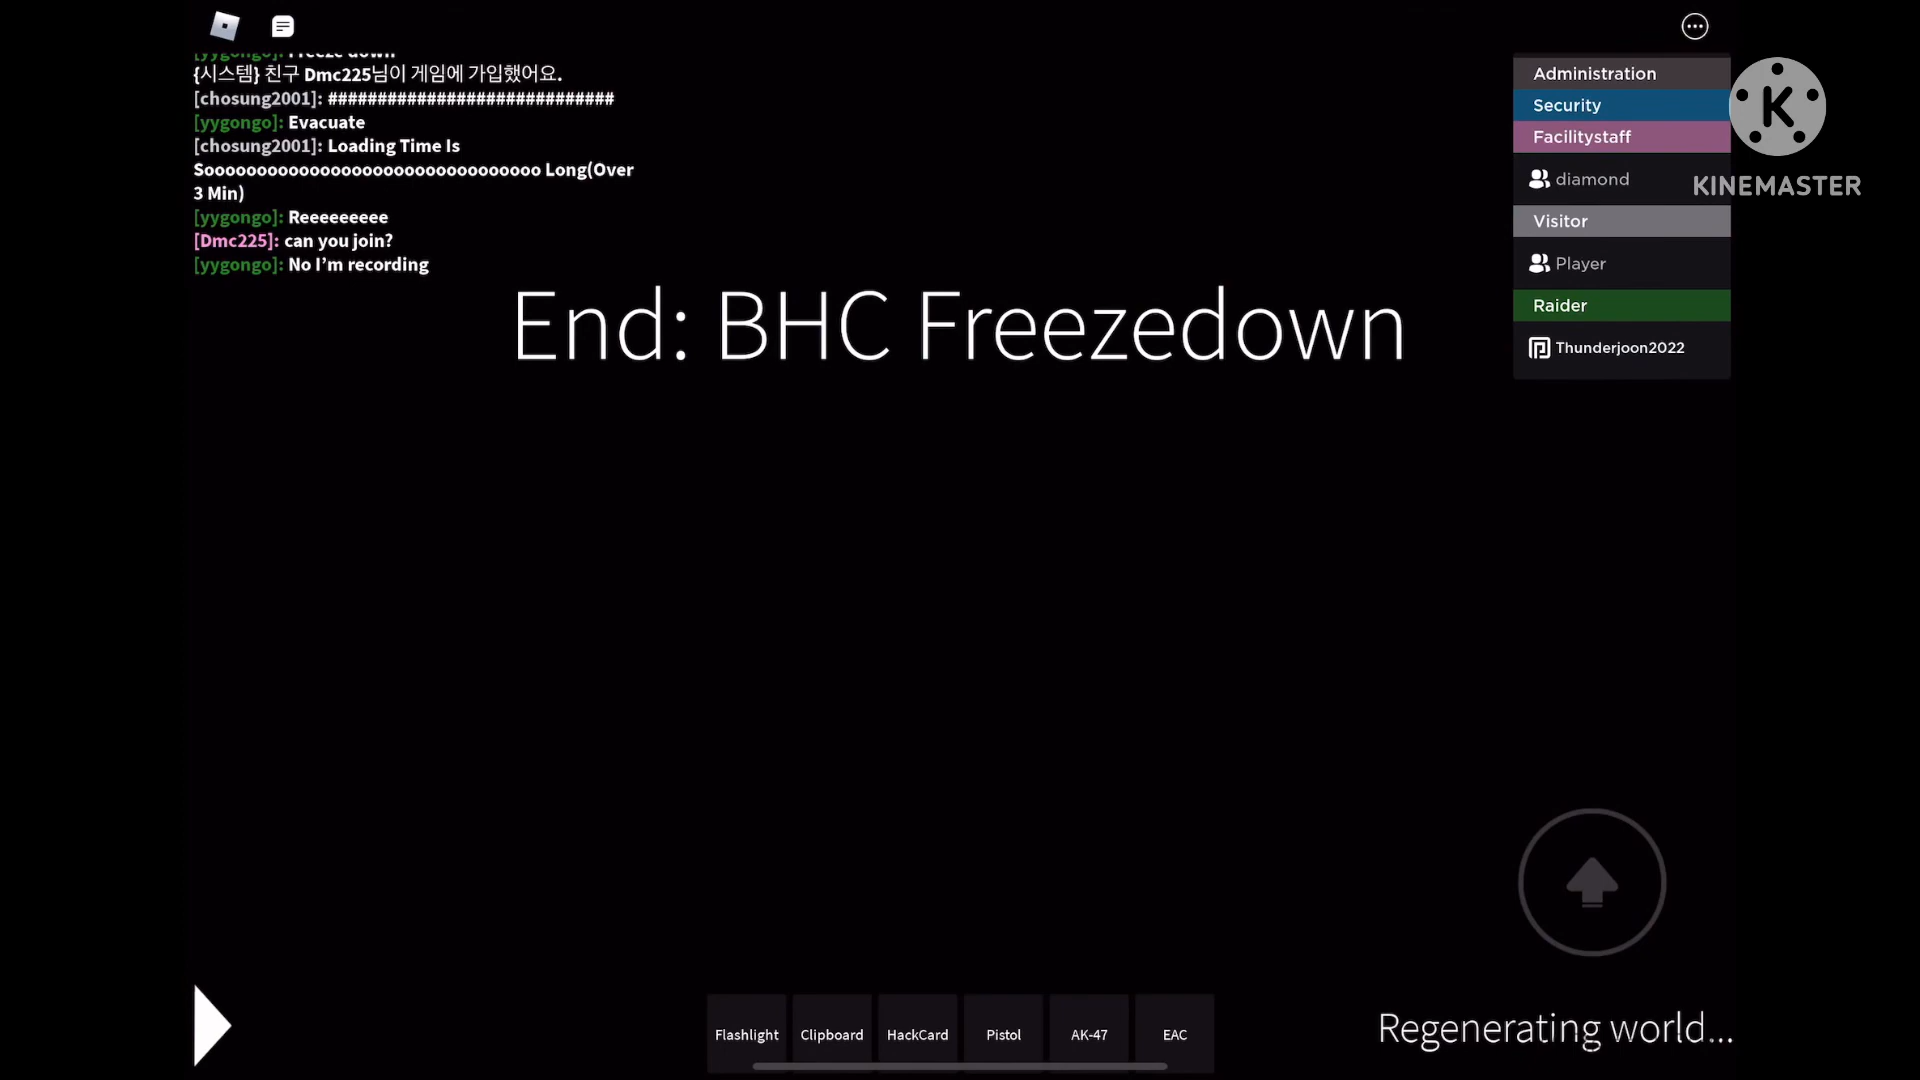 [yygongo]: Freeze down
{시스템} 친구 Dmc225님이 게임에 가입했어요.
[chosung2001]: #############################
[yygongo]: Evacuate
[chosung2001]: Loading Time Is
Sooooooooooooooooooooooooooooooooo Long(Over
3 Min)
[yygongo]: Reeeeeeeee
[Dmc225]: can you join?
[yygongo]: No I’m recording
Administration
Security
Facilitystaff
diamond
Visitor
Player
Raider
Thunderjoon2022
KINEMASTER
End: BHC Freezedown
Flashlight
Clipboard
HackCard
Pistol
AK-47
EAC
Regenerating world...